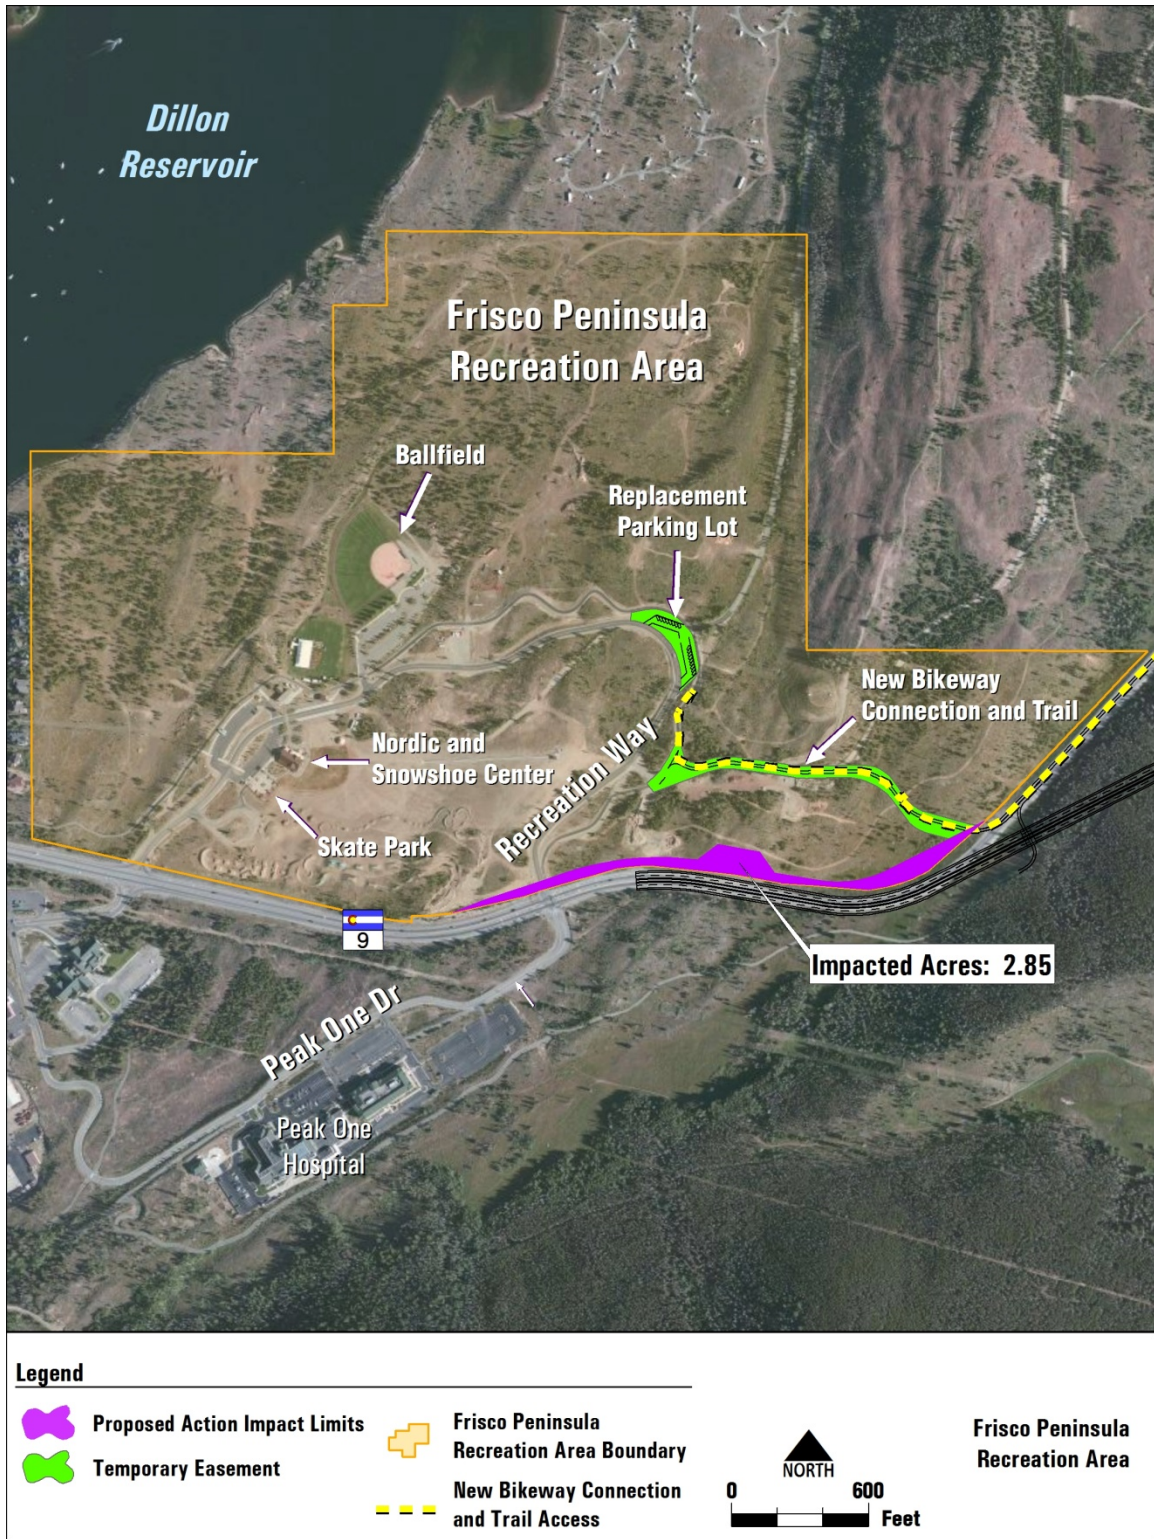 Dillon
Reservoir
Frisco Peninsula
Recreation Area
Ballfield
Replacement
Parking Lot
New Bikeway
Connection and Trail
Nordic and
Snowshoe Center
Recreation Way
Skate Park
9
Impacted Acres: 2.85
Peak One Dr
Peak One
Hospital
Legend
Proposed Action Impact Limits
Temporary Easement
Frisco Peninsula
Recreation Area Boundary
New Bikeway Connection
and Trail Access
NORTH
0 600
Feet
Frisco Peninsula
Recreation Area